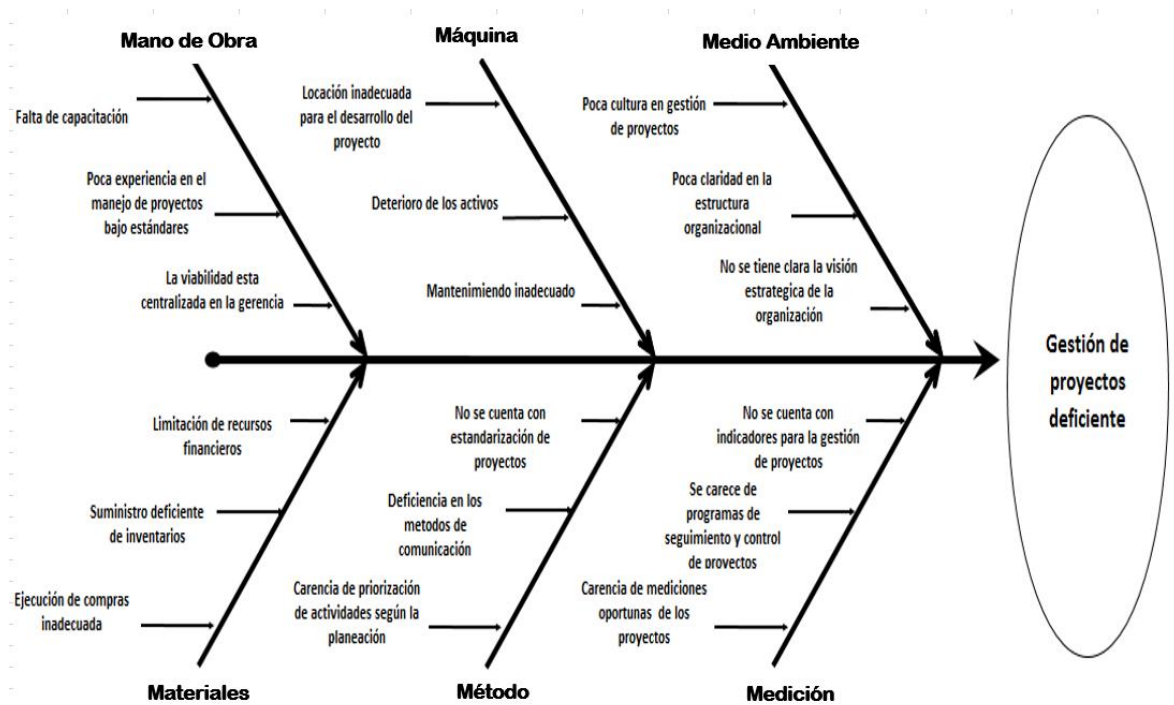 Mano de Obra
Máquina
Medio Ambiente
Falta de capacitación
Poca experiencia en el
manejo de proyectos
bajo estándares
La viabilidad esta
centralizada en la gerencia
Locación inadecuada
para el desarrollo del
proyecto
Deterioro de los activos
Mantenimiendo inadecuado
Poca cultura en gestión
de proyectos
Poca claridad en la
estructura
organizacional
No se tiene clara la visión
estrategica de la
organización
Gestión de
proyectos
deficiente
Limitación de recursos
financieros
Suministro deficiente
de inventarios
Ejecución de compras
inadecuada
No se cuenta con
estandarización de
proyectos
Deficiencia en los
metodos de
comunicación
Carencia de priorización
de actividades según la
planeación
No se cuenta con
indicadores para la gestión
de proyectos
Se carece de
programas de
seguimiento y control
de proyectos
Carencia de mediciones
oportunas de los
proyectos
Materiales
Método
Medición